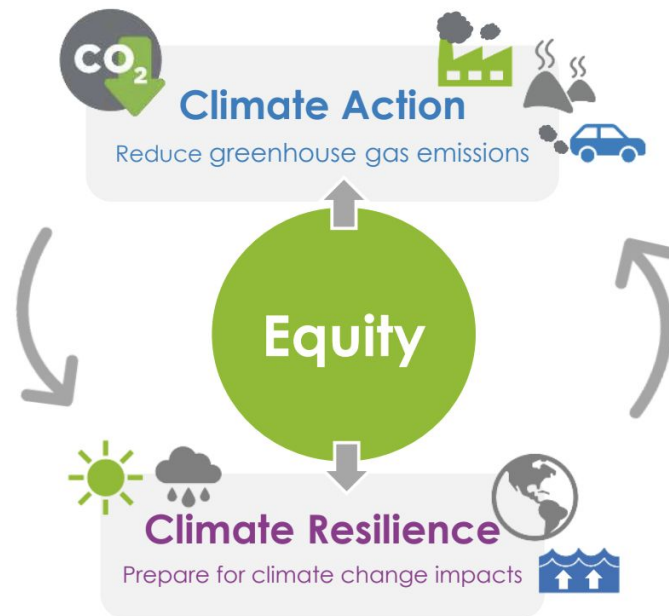 CO₂
Climate Action
Reduce greenhouse gas emissions
Equity
Climate Resilience
Prepare for climate change impacts